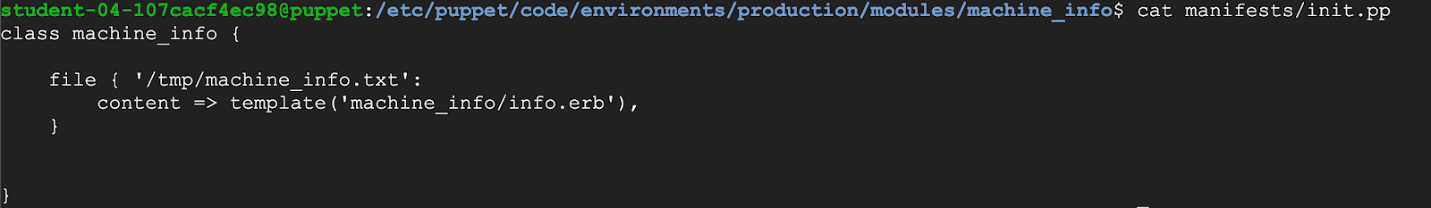 student-04-107cacf4ec98@puppet:/etc/puppet/code/environments/production/modules/machine_info$ cat manifests/init.pp
class machine_info {
    file { '/tmp/machine_info.txt':
        content => template('machine_info/info.erb'),
    }
}